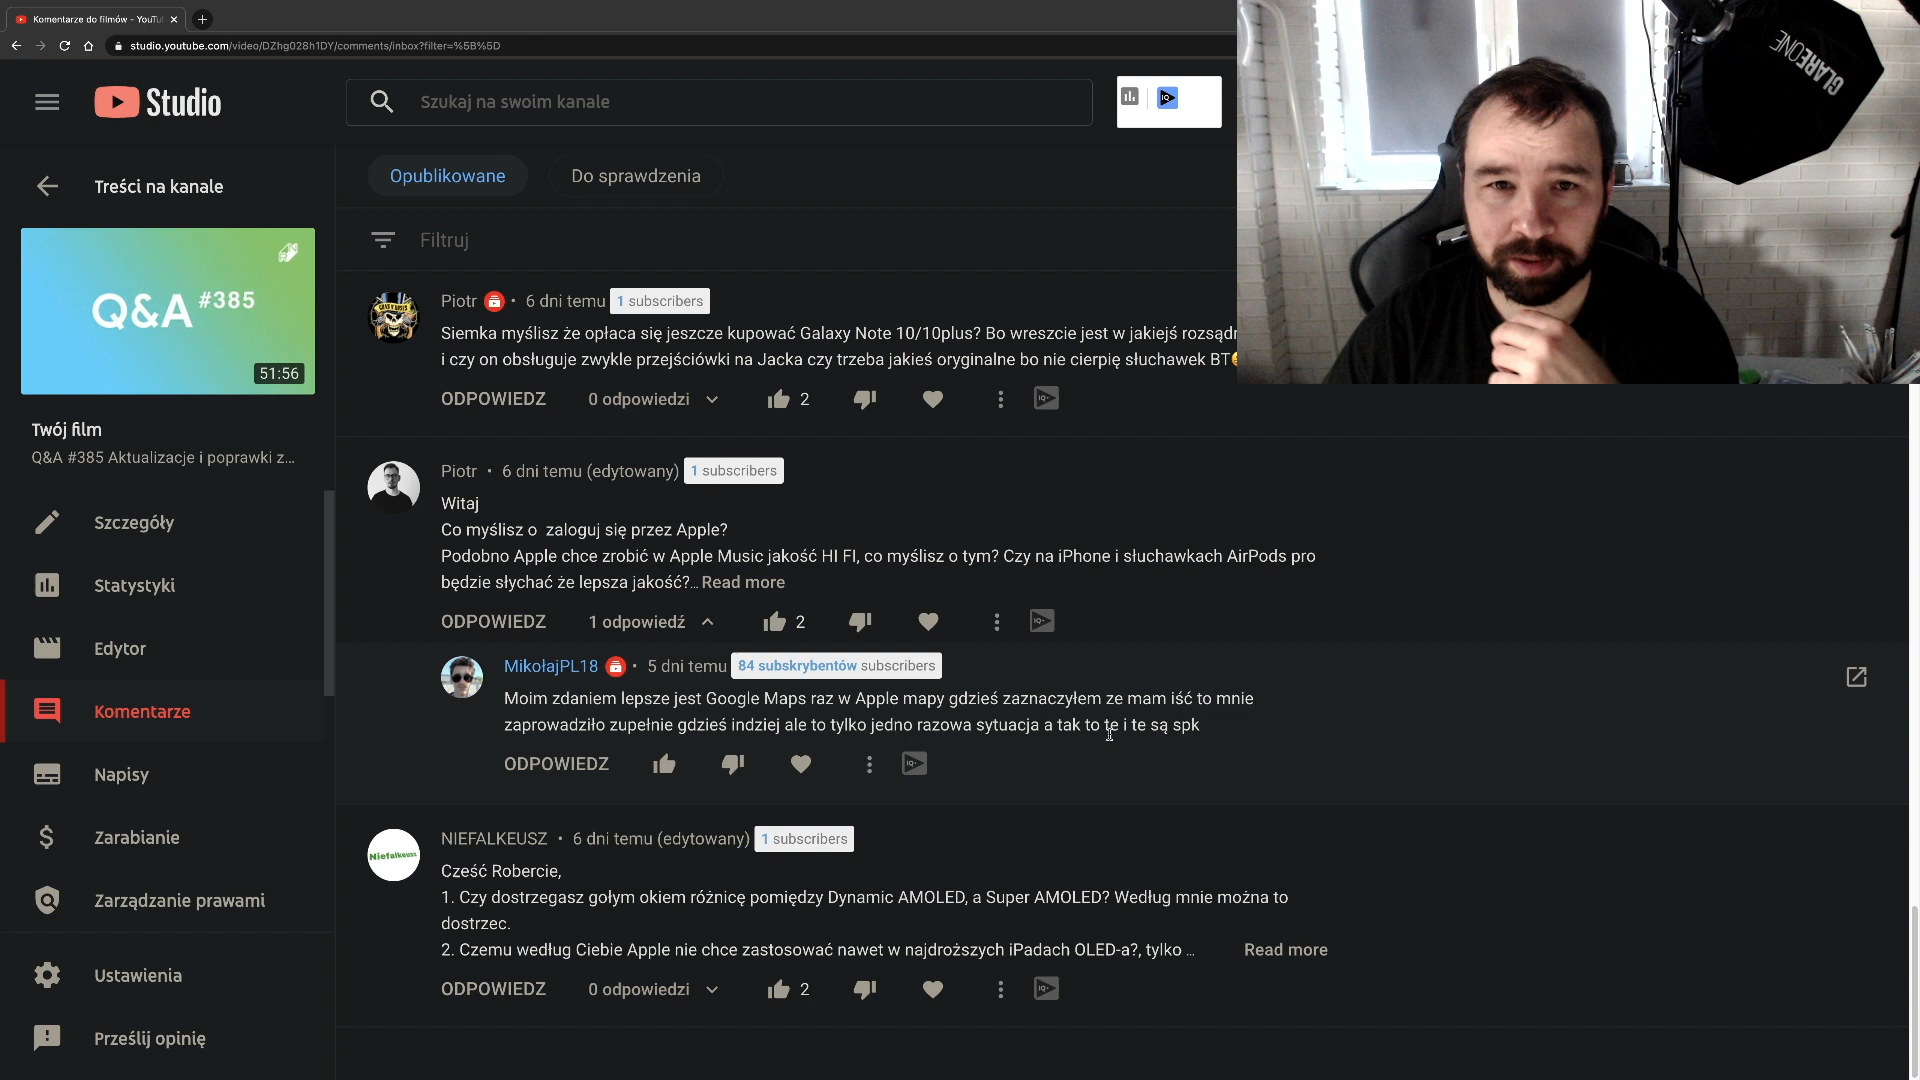 Komentarze do filmów - YouTu
studio.youtube.com/video/DZhg028h1DY/comments/inbox?filter=%5B%5D
Studio
Szukaj na swoim kanale
IQ
GLAREONE
Treści na kanale
Opublikowane
Do sprawdzenia
Filtruj
Q&A #385
51:56
Twój film
Q&A #385 Aktualizacje i poprawki z...
Szczegóły
Statystyki
Edytor
Komentarze
Napisy
Zarabianie
Zarządzanie prawami
Ustawienia
Prześlij opinię
Piotr • 6 dni temu 1 subscribers
Siemka myślisz że opłaca się jeszcze kupować Galaxy Note 10/10plus? Bo wreszcie jest w jakiejś
i czy on obsługuje zwykle przejściówki na Jacka czy trzeba jakieś oryginalne bo nie cierpię słuchawek BT
ODPOWIEDZ 0 odpowiedzi 2
Piotr • 6 dni temu (edytowany) 1 subscribers
Witaj
Co myślisz o zaloguj się przez Apple?
Podobno Apple chce zrobić w Apple Music jakość HI FI, co myślisz o tym? Czy na iPhone i słuchawkach AirPods pro
będzie słychać że lepsza jakość?... Read more
ODPOWIEDZ 1 odpowiedź 2
MikołajPL18 • 5 dni temu 84 subskrybentów subscribers
Moim zdaniem lepsze jest Google Maps raz w Apple mapy gdzieś zaznaczyłem ze mam iść to mnie
zaprowadziło zupełnie gdzieś indziej ale to tylko jedno razowa sytuacja a tak to te i te są spk
ODPOWIEDZ
Niefalkeusz
NIEFALKEUSZ • 6 dni temu (edytowany) 1 subscribers
Cześć Robercie,
1. Czy dostrzegasz gołym okiem różnicę pomiędzy Dynamic AMOLED, a Super AMOLED? Według mnie można to
dostrzec.
2. Czemu według Ciebie Apple nie chce zastosować nawet w najdroższych iPadach OLED-a?, tylko ... Read more
ODPOWIEDZ 0 odpowiedzi 2